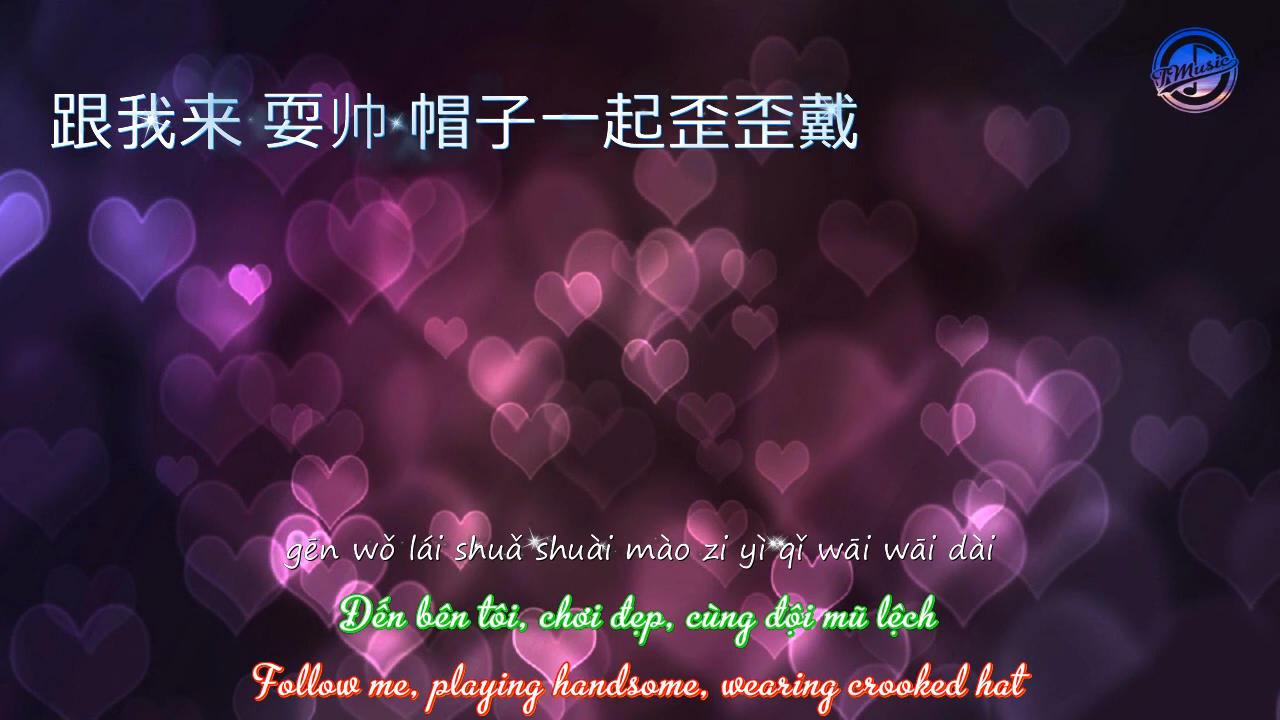 跟我来 耍帅 帽子一起歪歪戴
JiMusic
gēn wǒ lái shuǎ shuài mào zi yì qǐ wāi wāi dài
Đến bên tôi, chơi đẹp, cùng đội mũ lệch
Follow me, playing handsome, wearing crooked hat